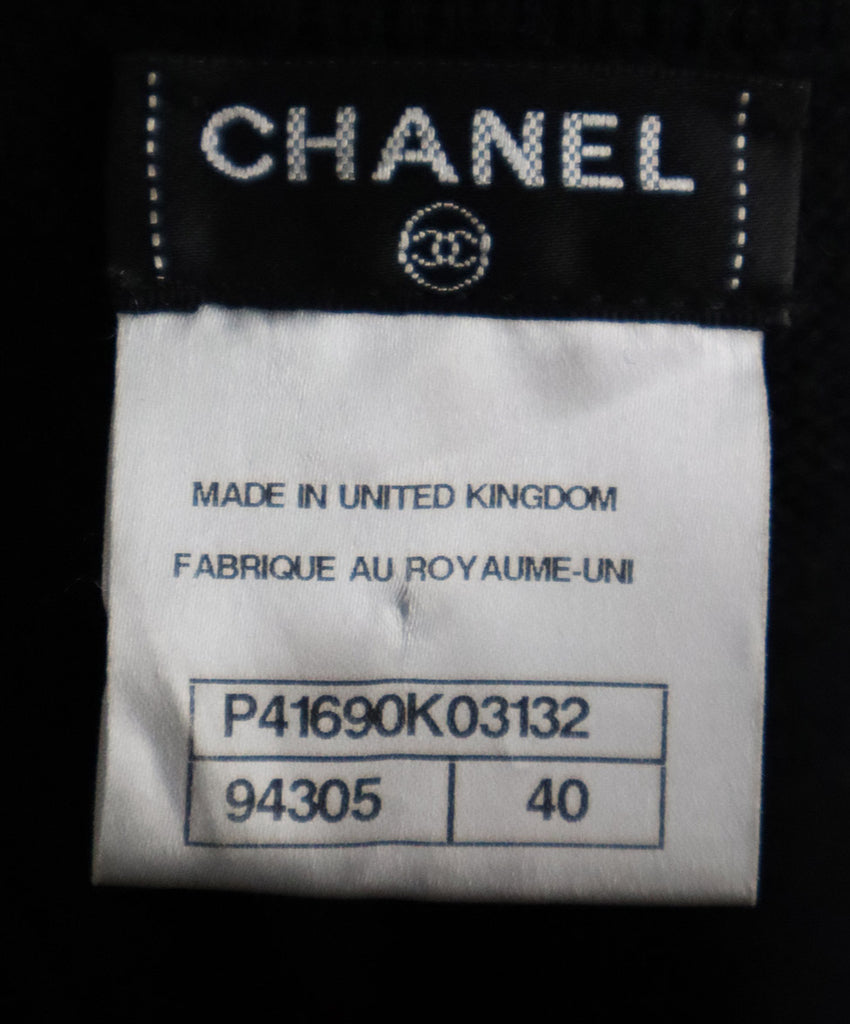 CHANEL
MADE IN UNITED KINGDOM
FABRIQUE AU ROYAUME-UNI
P41690K03132
94305 40